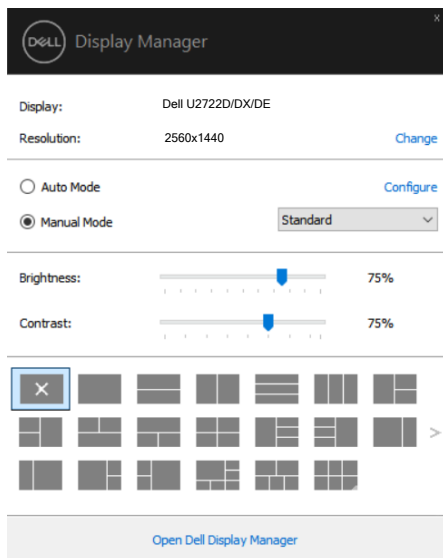 x
DELL Display Manager
Display: Dell U2722D/DX/DE
Resolution: 2560x1440 Change
Auto Mode Configure
Manual Mode Standard
Brightness: 75%
Contrast: 75%
Open Dell Display Manager